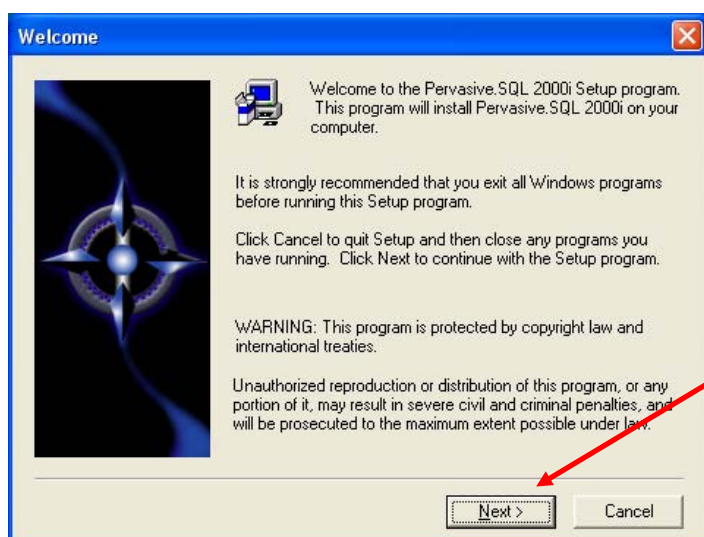 Welcome
Welcome to the Pervasive.SQL 2000i Setup program.
This program will install Pervasive.SQL 2000i on your
computer.
It is strongly recommended that you exit all Windows programs
before running this Setup program.
Click Cancel to quit Setup and then close any programs you
have running. Click Next to continue with the Setup program.
WARNING: This program is protected by copyright law and
international treaties.
Unauthorized reproduction or distribution of this program, or any
portion of it, may result in severe civil and criminal penalties, and
will be prosecuted to the maximum extent possible under law.
Next >
Cancel